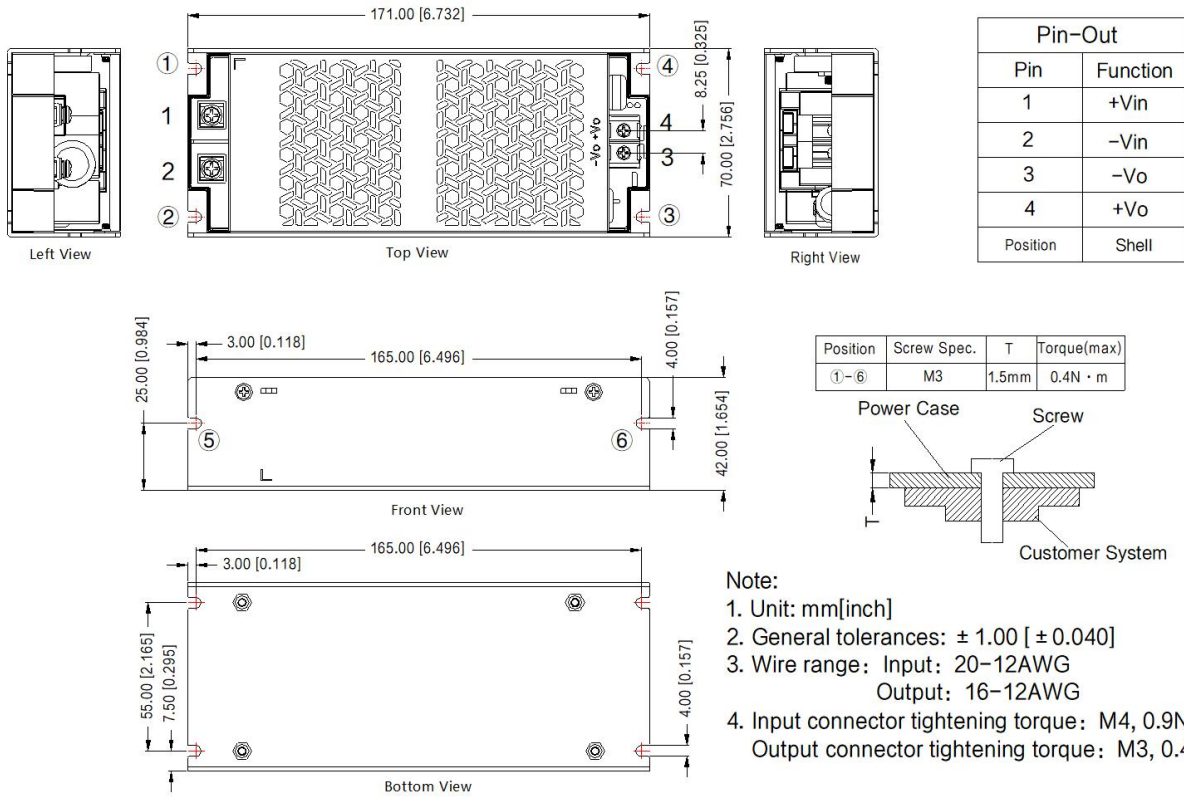 171.00 [6.732]
① ④
1
2
4
3
② ③
+Vo
-Vo
8.25 [0.325]
70.00 [2.756]
Left View
Top View
Right View
Pin-Out
Pin Function
1 +Vin
2 -Vin
3 -Vo
4 +Vo
Position Shell
25.00 [0.984]
3.00 [0.118]
165.00 [6.496]
4.00 [0.157]
42.00 [1.654]
⑤ ⑥
Front View
Position Screw Spec. T Torque(max)
①-⑥ M3 1.5mm 0.4N · m
Power Case
Screw
T
Customer System
165.00 [6.496]
3.00 [0.118]
55.00 [2.165]
7.50 [0.295]
4.00 [0.157]
Bottom View
Note:
1. Unit: mm[inch]
2. General tolerances: ± 1.00 [ ± 0.040]
3. Wire range: Input: 20-12AWG
Output: 16-12AWG
4. Input connector tightening torque: M4, 0.9N
Output connector tightening torque: M3, 0.4